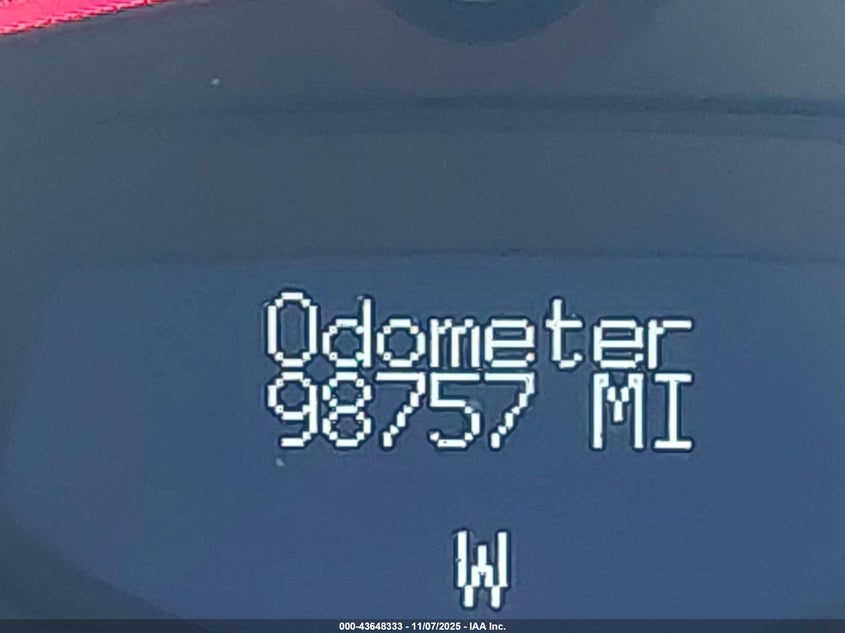 Odometer
98757 MI
W
000-43648333 - 11/07/2025 - IAA Inc.